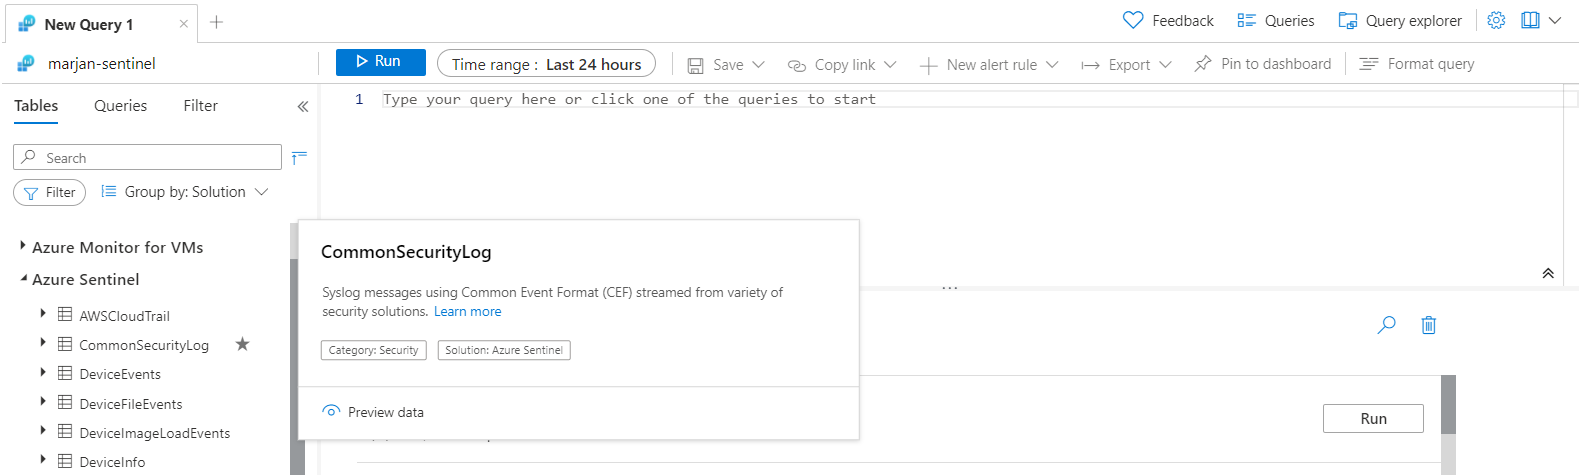 New Query 1
Feedback
Queries
Query explorer
marjan-sentinel
Run
Time range : Last 24 hours
Save
Copy link
New alert rule
Export
Pin to dashboard
Format query
Tables
Queries
Filter
1 Type your query here or click one of the queries to start
Search
Filter
Group by: Solution
Azure Monitor for VMs
Azure Sentinel
AWSCloudTrail
CommonSecurityLog
DeviceEvents
DeviceFileEvents
DeviceImageLoadEvents
DeviceInfo
CommonSecurityLog
Syslog messages using Common Event Format (CEF) streamed from variety of
security solutions. Learn more
Category: Security
Solution: Azure Sentinel
Preview data
Run